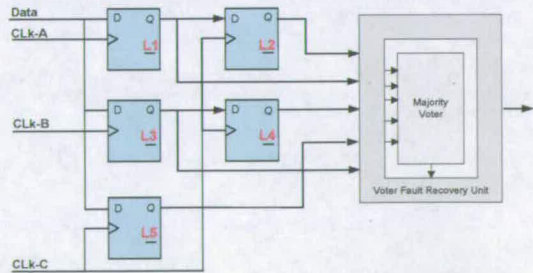 Data
CLk-A
D Q
L1
D Q
L2
CLk-B
D Q
L3
D Q
L4
D Q
L5
CLk-C
Majority
Voter
Voter Fault Recovery Unit